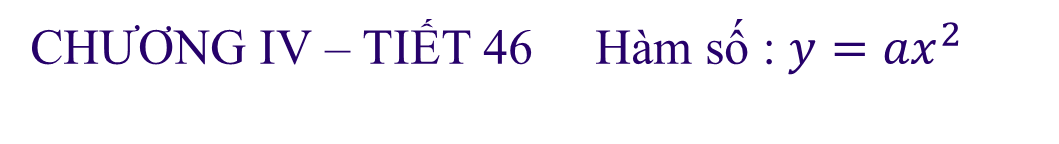 CHƯƠNG IV – TIẾT 46 Hàm số : y = ax²